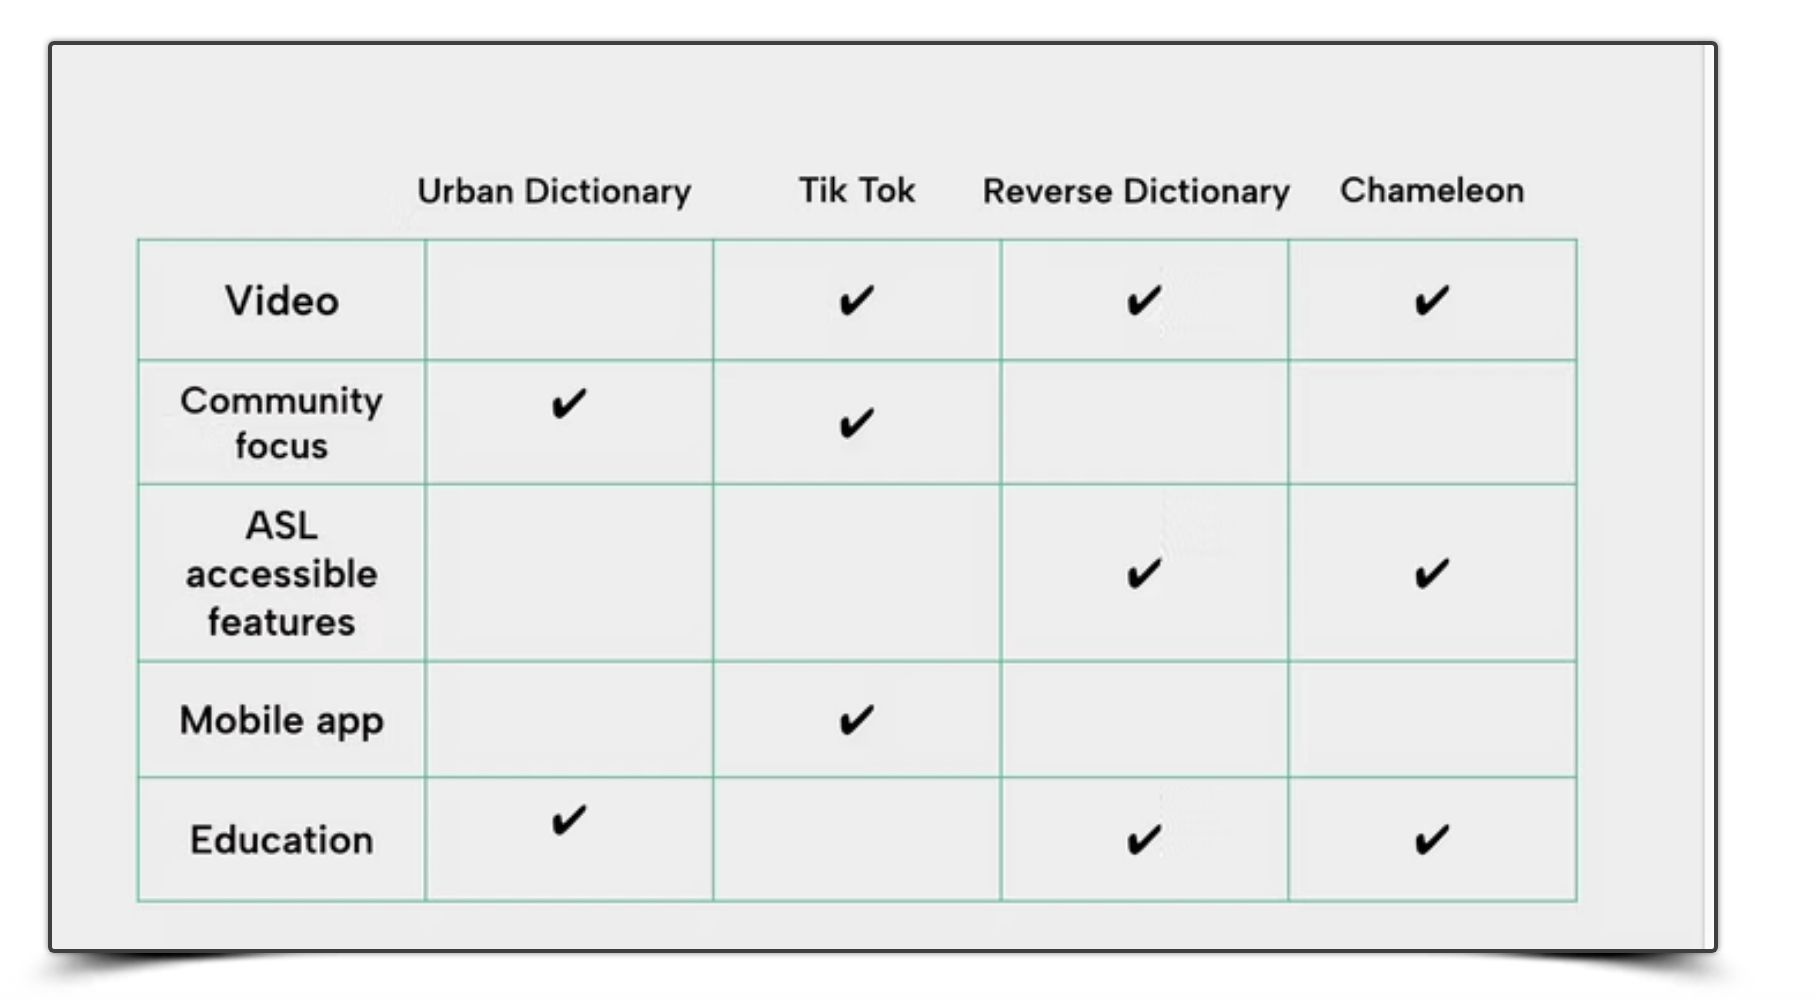 Urban Dictionary Tik Tok Reverse Dictionary Chameleon
Video ✔ ✔ ✔
Community
focus ✔ ✔
ASL
accessible
features ✔ ✔
Mobile app ✔
Education ✔ ✔ ✔